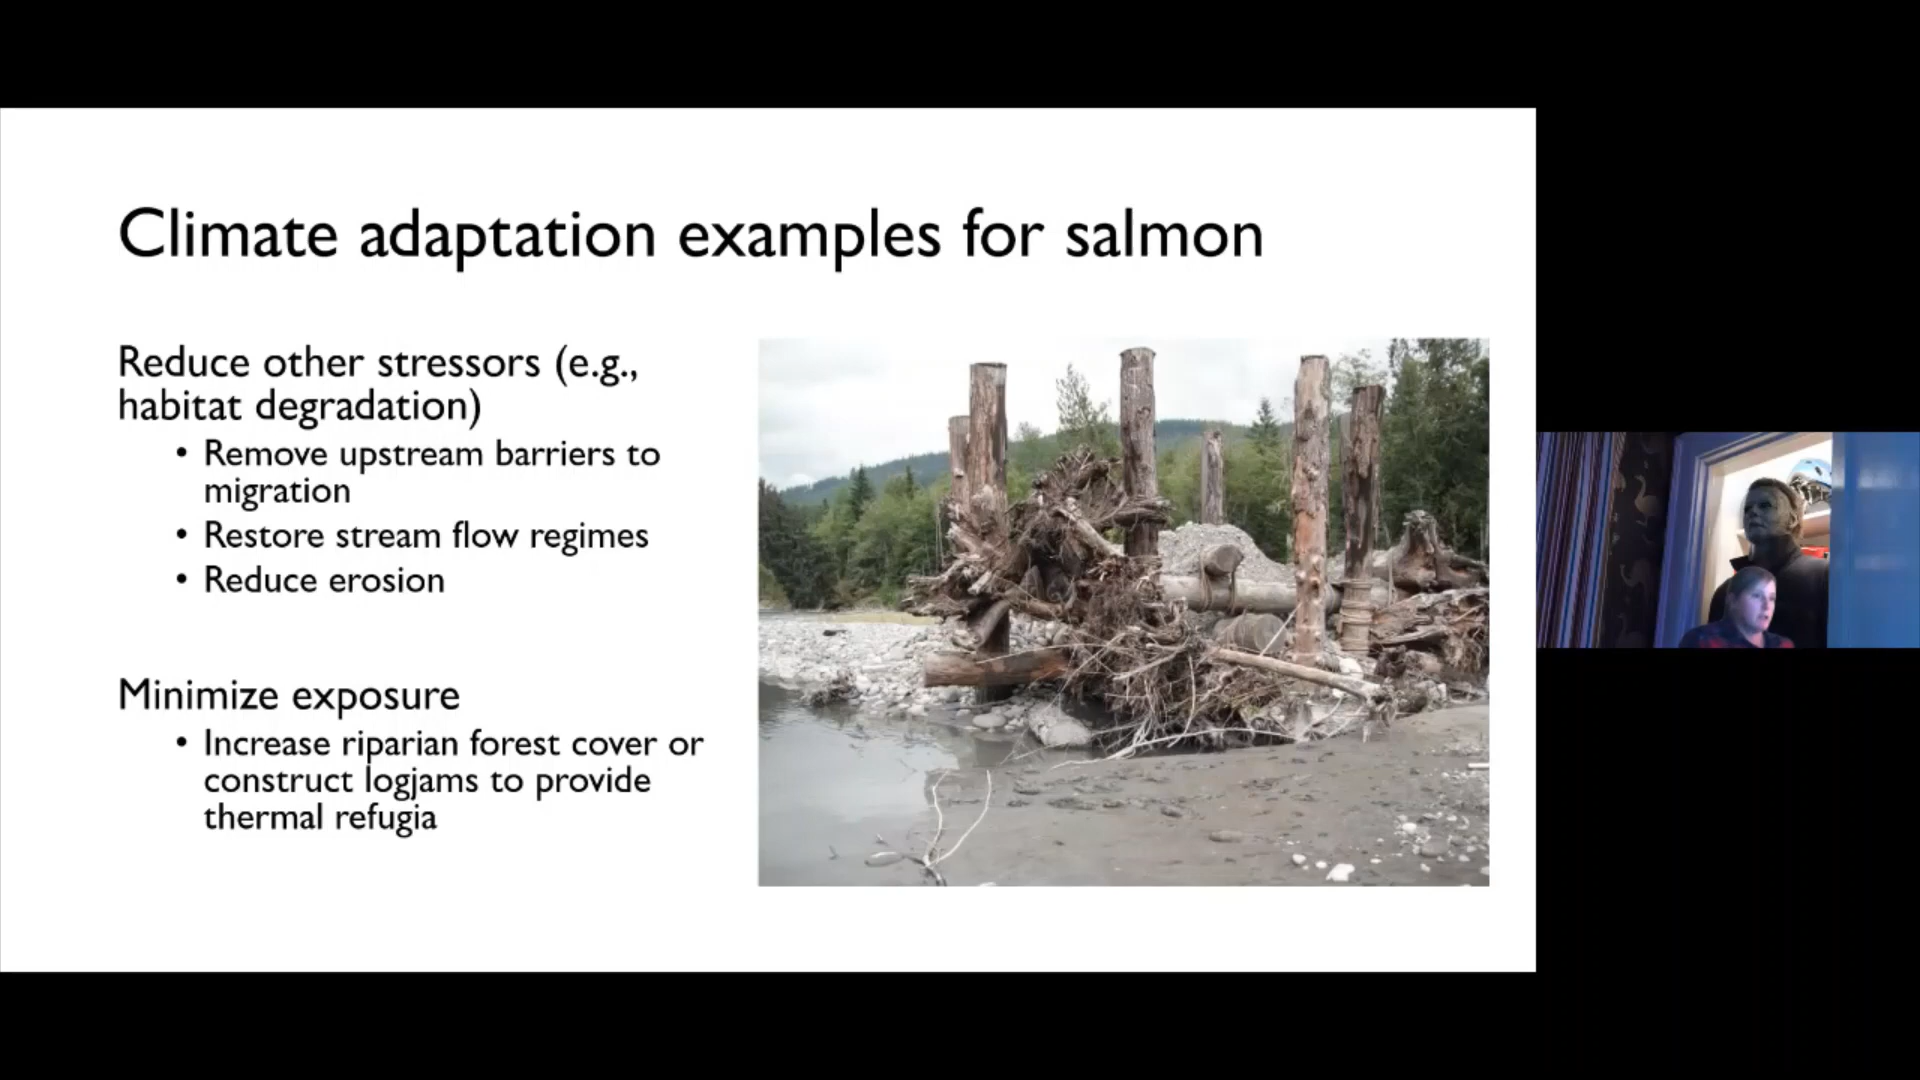 Climate adaptation examples for salmon
Reduce other stressors (e.g.,
habitat degradation)
• Remove upstream barriers to
migration
• Restore stream flow regimes
• Reduce erosion
Minimize exposure
• Increase riparian forest cover or
construct logjams to provide
thermal refugia